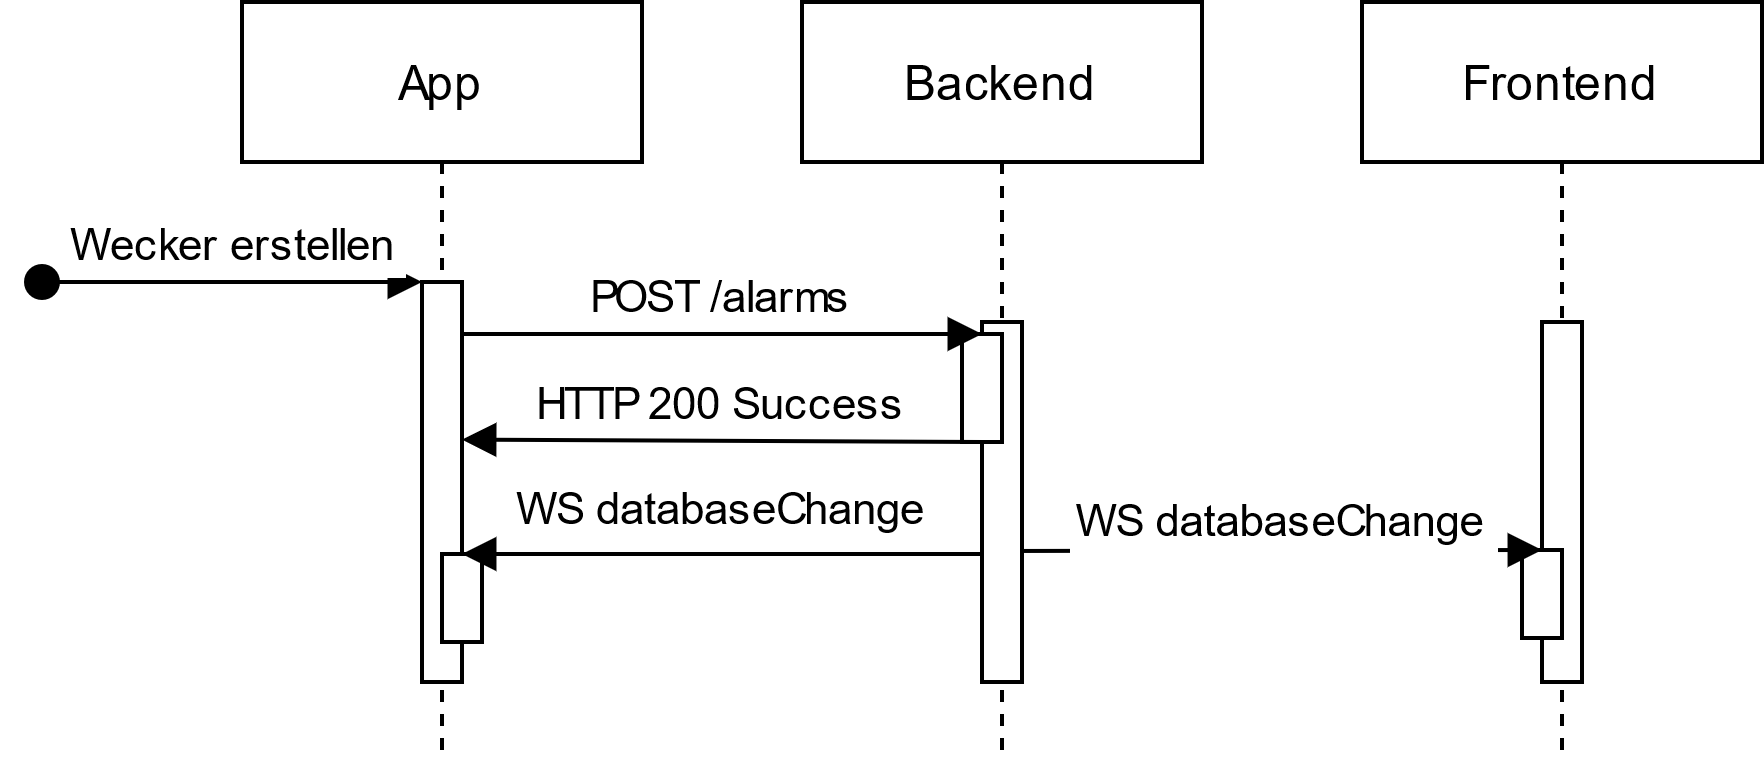 App
Backend
Frontend
Wecker erstellen
POST /alarms
HTTP 200 Success
WS databaseChange
WS databaseChange